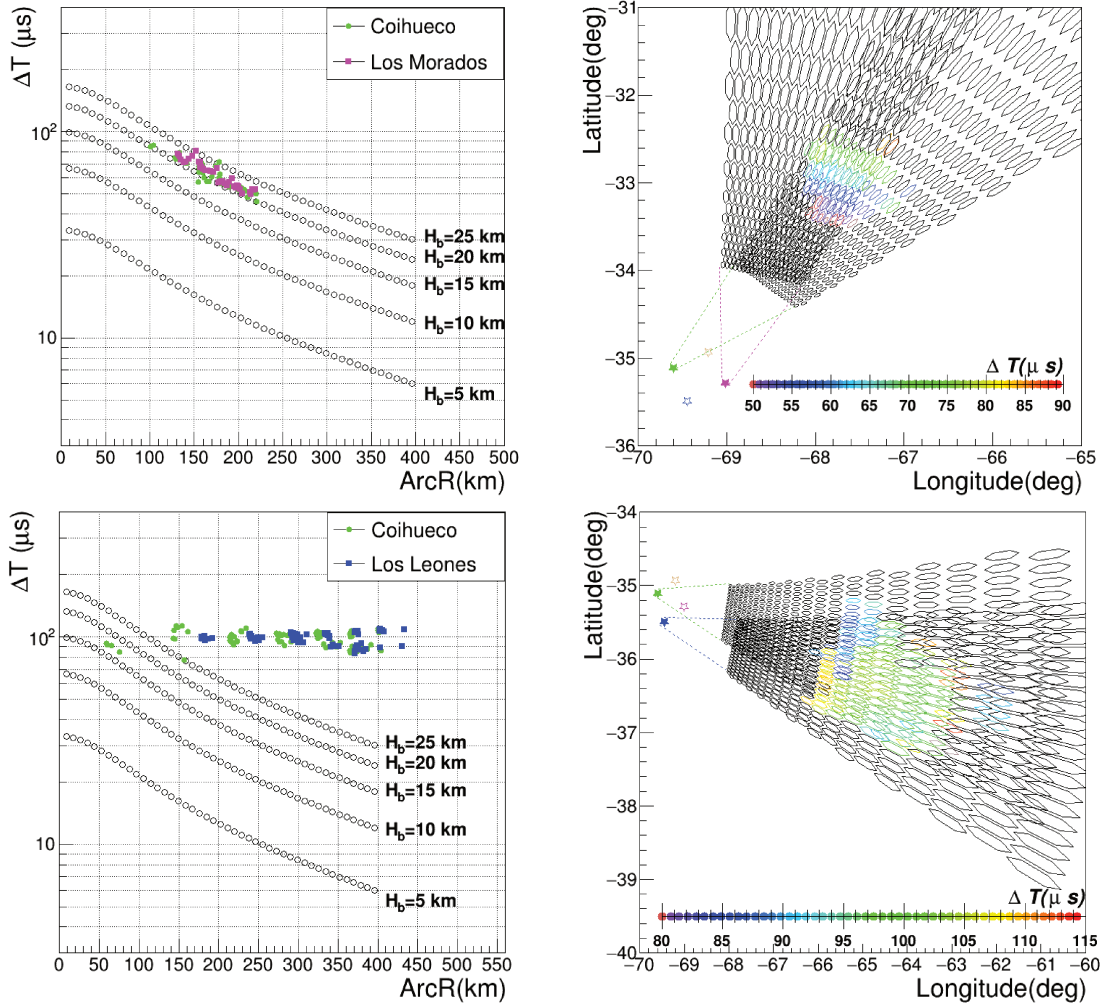 ΔT (μs)
Coihueco
Los Morados
10²
10
H_b=25 km
H_b=20 km
H_b=15 km
H_b=10 km
H_b=5 km
0 50 100 150 200 250 300 350 400 450 500
ArcR(km)
Latitude(deg)
−31
−32
−33
−34
−35
−36
Δ T(μ s)
50 55 60 65 70 75 80 85 90
−70 −69 −68 −67 −66 −65
Longitude(deg)
ΔT (μs)
Coihueco
Los Leones
10²
10
H_b=25 km
H_b=20 km
H_b=15 km
H_b=10 km
H_b=5 km
0 50 100 150 200 250 300 350 400 450 500 550
ArcR(km)
Latitude(deg)
−34
−35
−36
−37
−38
−39
−40
Δ T(μ s)
80 85 90 95 100 105 110 115
−70 −69 −68 −67 −66 −65 −64 −63 −62 −61 −60
Longitude(deg)